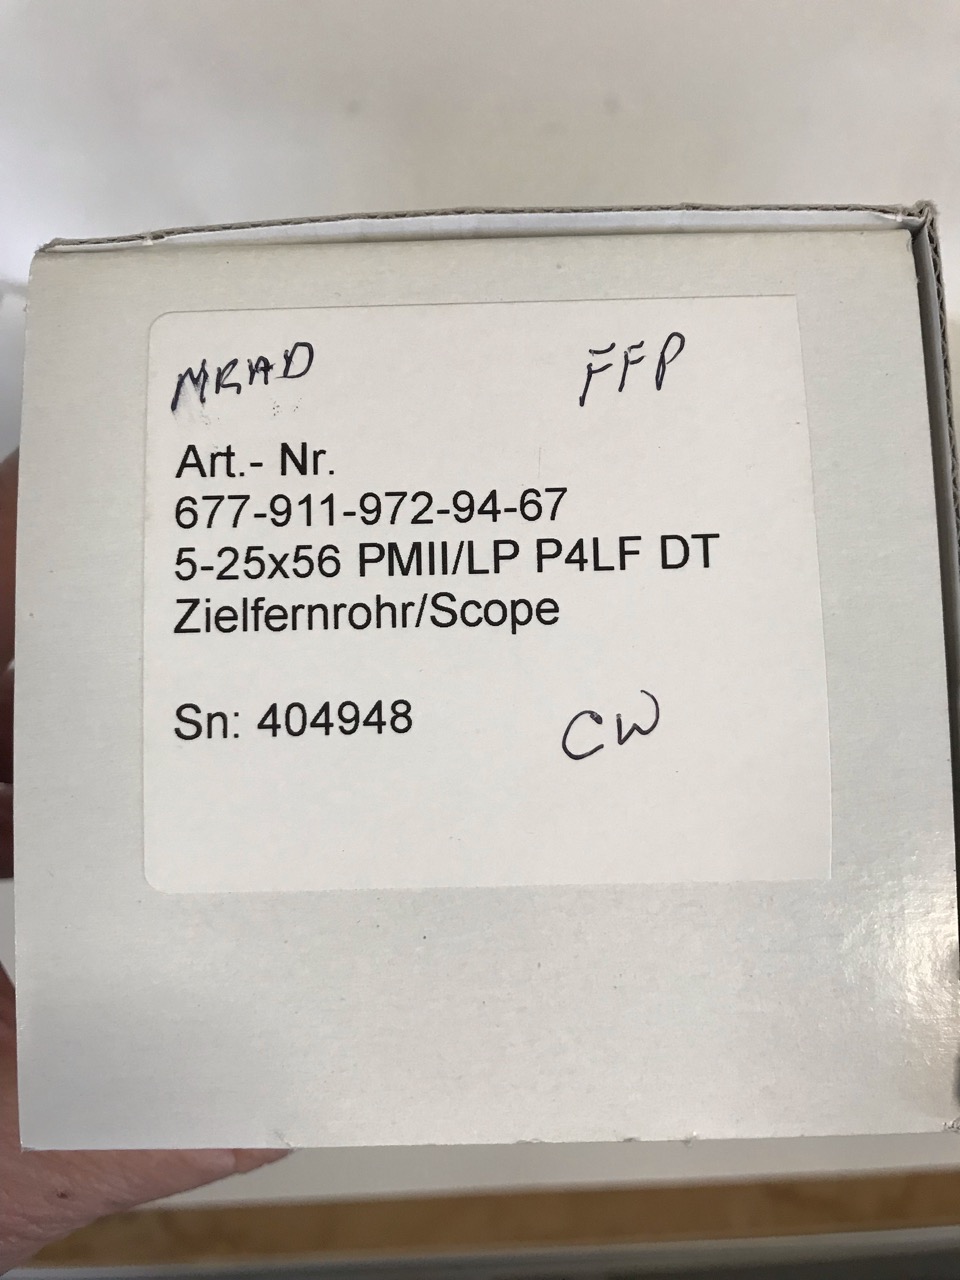 MRAD FFP
Art.- Nr.
677-911-972-94-67
5-25x56 PMII/LP P4LF DT
Zielfernrohr/Scope
Sn: 404948 CW